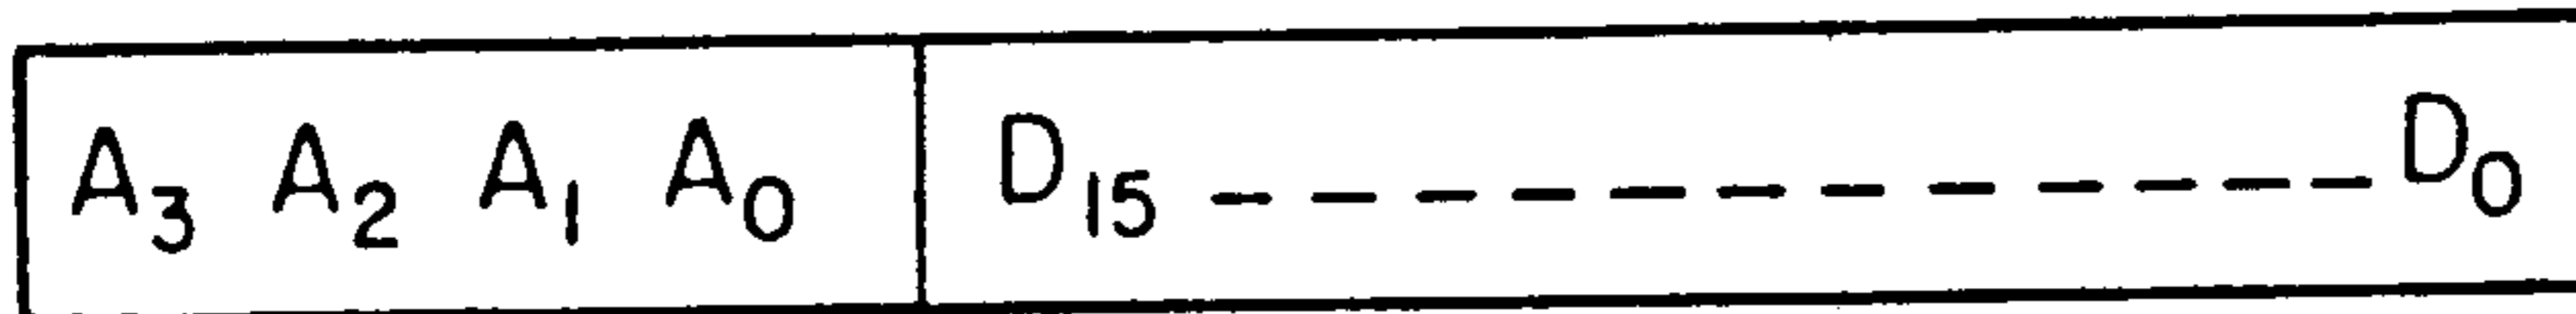 A₃ A₂ A₁ A₀ D₁₅ ------------ D₀